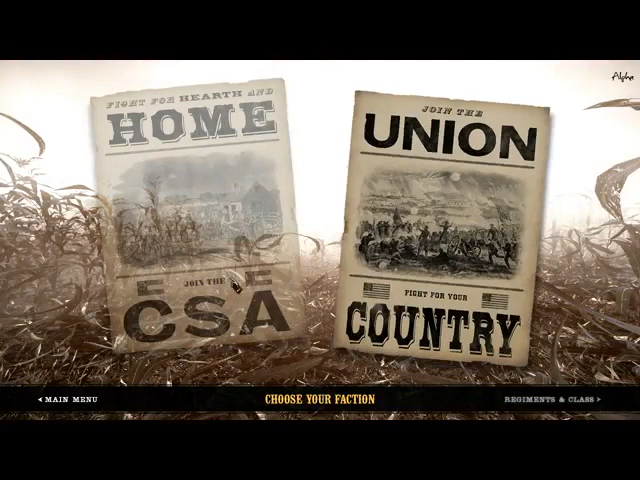 Alpha
FIGHT FOR HEARTH AND
HOME
JOIN THE
CSA
JOIN THE
UNION
FIGHT FOR YOUR
COUNTRY
MAIN MENU
CHOOSE YOUR FACTION
REGIMENTS & CLASS